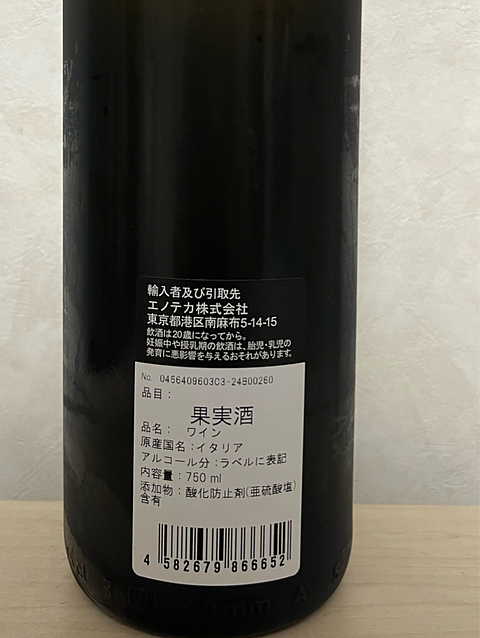 輸入者及び引取先
エノテカ株式会社
東京都港区南麻布5-14-15
飲酒は20歳になってから。
妊娠中や授乳期の飲酒は、胎児・乳児の
発育に悪影響を与えるおそれがあります。
No. 0456409603C3-24B00260
品目：
果実酒
品名： ワイン
原産国名：イタリア
アルコール分：ラベルに表記
内容量：750 ml
添加物：酸化防止剤(亜硫酸塩)
含有
4 582679 866652